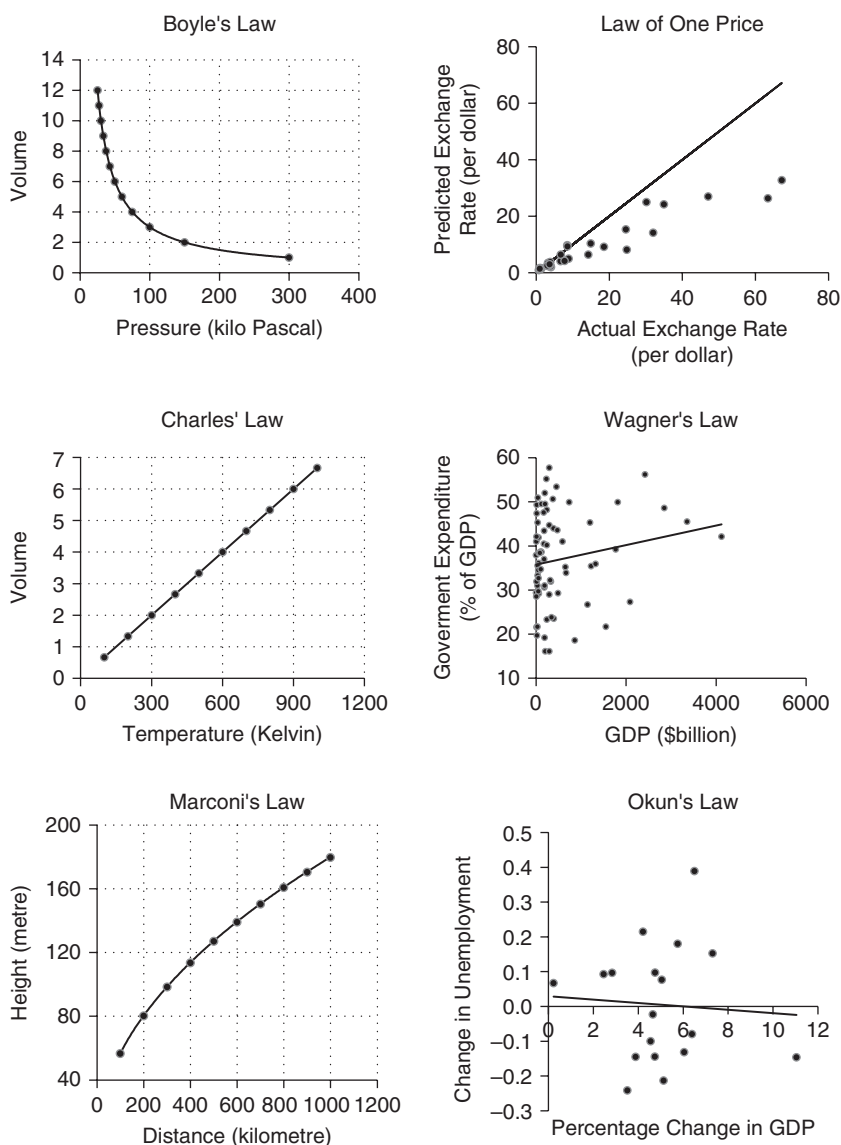 Boyle's Law
14
12
10
8
6
4
2
0
Volume
0 100 200 300 400
Pressure (kilo Pascal)
Law of One Price
80
60
40
20
0
Predicted Exchange
Rate (per dollar)
0 20 40 60 80
Actual Exchange Rate
(per dollar)
Charles' Law
7
6
5
4
3
2
1
0
Volume
0 300 600 900 1200
Temperature (Kelvin)
Wagner's Law
60
50
40
30
20
10
Goverment Expenditure
(% of GDP)
0 2000 4000 6000
GDP ($billion)
Marconi's Law
200
160
120
80
40
Height (metre)
0 200 400 600 800 1000 1200
Distance (kilometre)
Okun's Law
0.5
0.4
0.3
0.2
0.1
0.0
–0.1
–0.2
–0.3
Change in Unemployment
0 2 4 6 8 10 12
Percentage Change in GDP